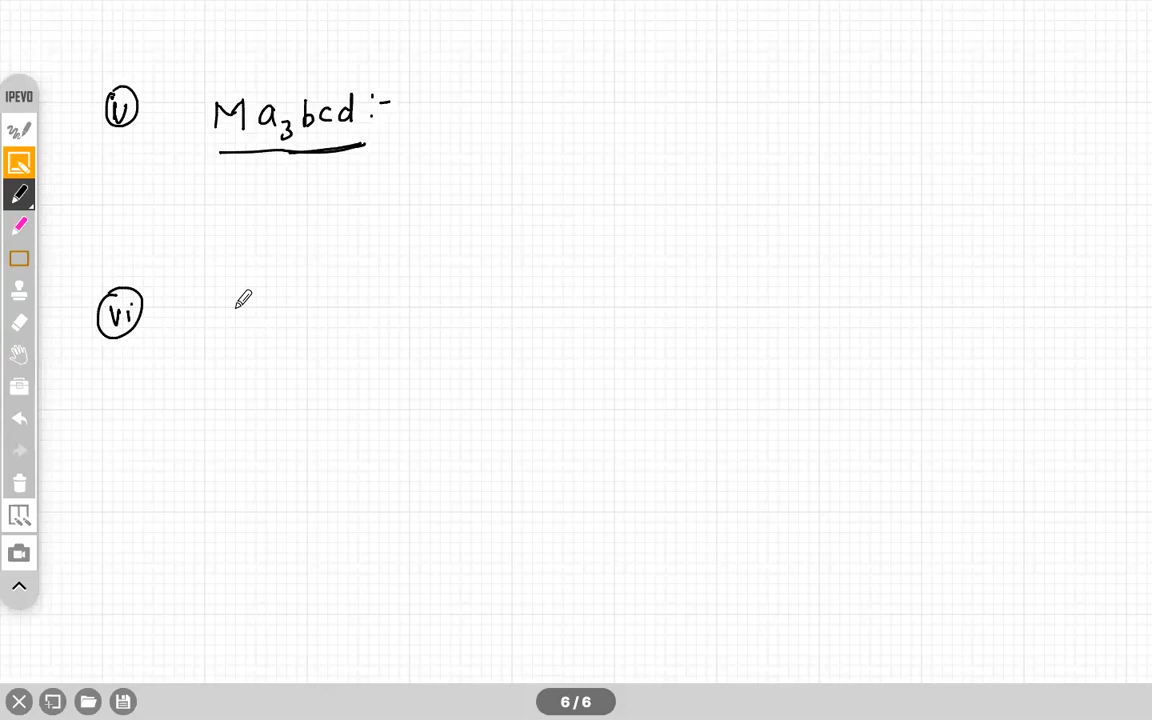 IPEVO
(v) Ma₃bcd :-
(vi)
6 / 6